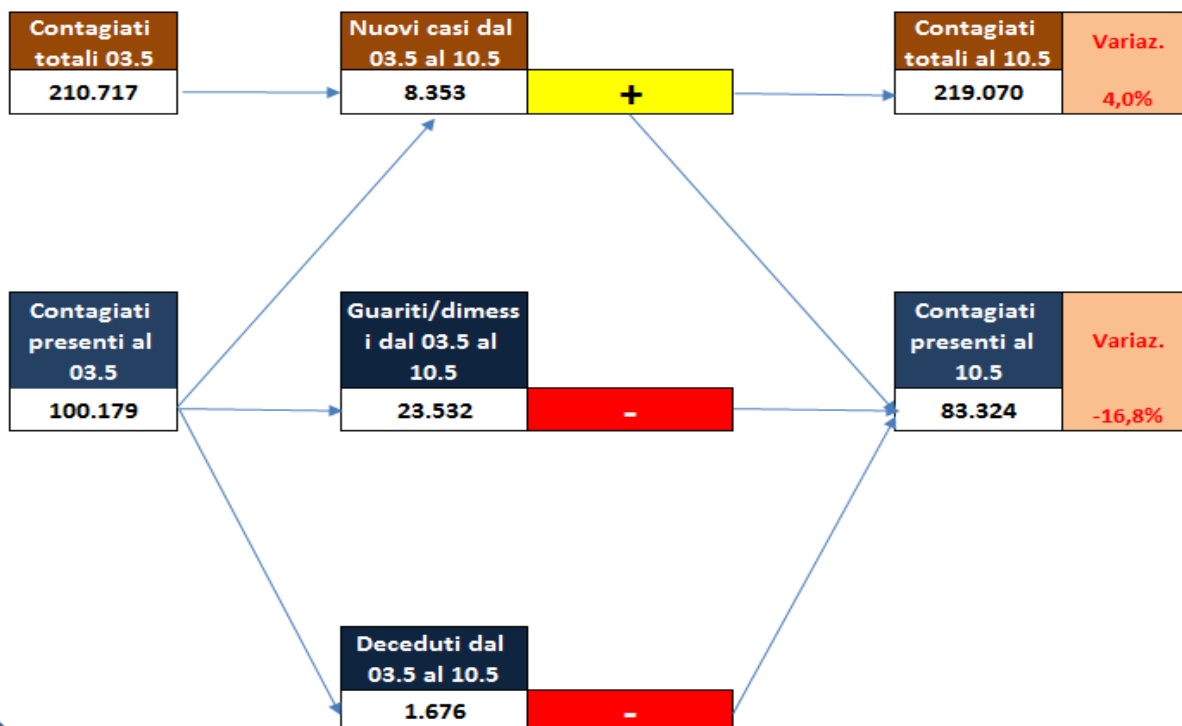 Contagiati
totali 03.5
210.717
Nuovi casi dal
03.5 al 10.5
8.353
+
Contagiati
totali al 10.5
219.070
Variaz.
4,0%
Contagiati
presenti al
03.5
100.179
Guariti/dimess
i dal 03.5 al
10.5
23.532
-
Contagiati
presenti al
10.5
83.324
Variaz.
-16,8%
Deceduti dal
03.5 al 10.5
1.676
-